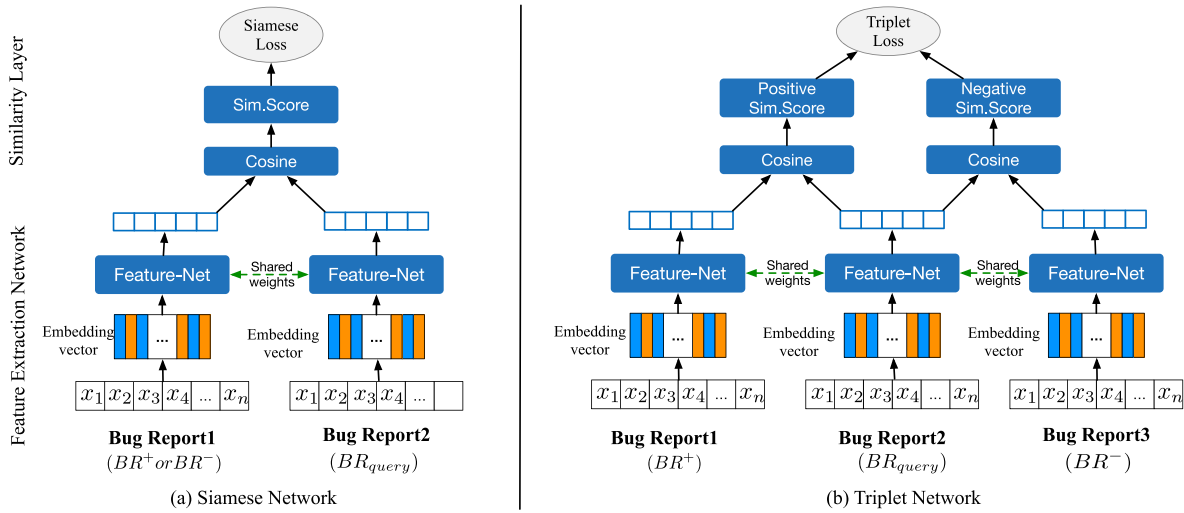 Similarity Layer
Feature Extraction Network
Siamese
Loss
Sim.Score
Cosine
Feature-Net
Shared
weights
Feature-Net
Embedding
vector
...
Embedding
vector
...
x₁ x₂ x₃ x₄ ... xₙ
x₁ x₂ x₃ x₄ ...
Bug Report1
(BR⁺orBR⁻)
Bug Report2
(BR_query)
(a) Siamese Network
Triplet
Loss
Positive
Sim.Score
Negative
Sim.Score
Cosine
Cosine
Feature-Net
Shared
weights
Feature-Net
Shared
weights
Feature-Net
Embedding
vector
...
Embedding
vector
...
Embedding
vector
...
x₁ x₂ x₃ x₄ ... xₙ
x₁ x₂ x₃ x₄ ... xₙ
x₁ x₂ x₃ x₄ ... xₙ
Bug Report1
(BR⁺)
Bug Report2
(BR_query)
Bug Report3
(BR⁻)
(b) Triplet Network